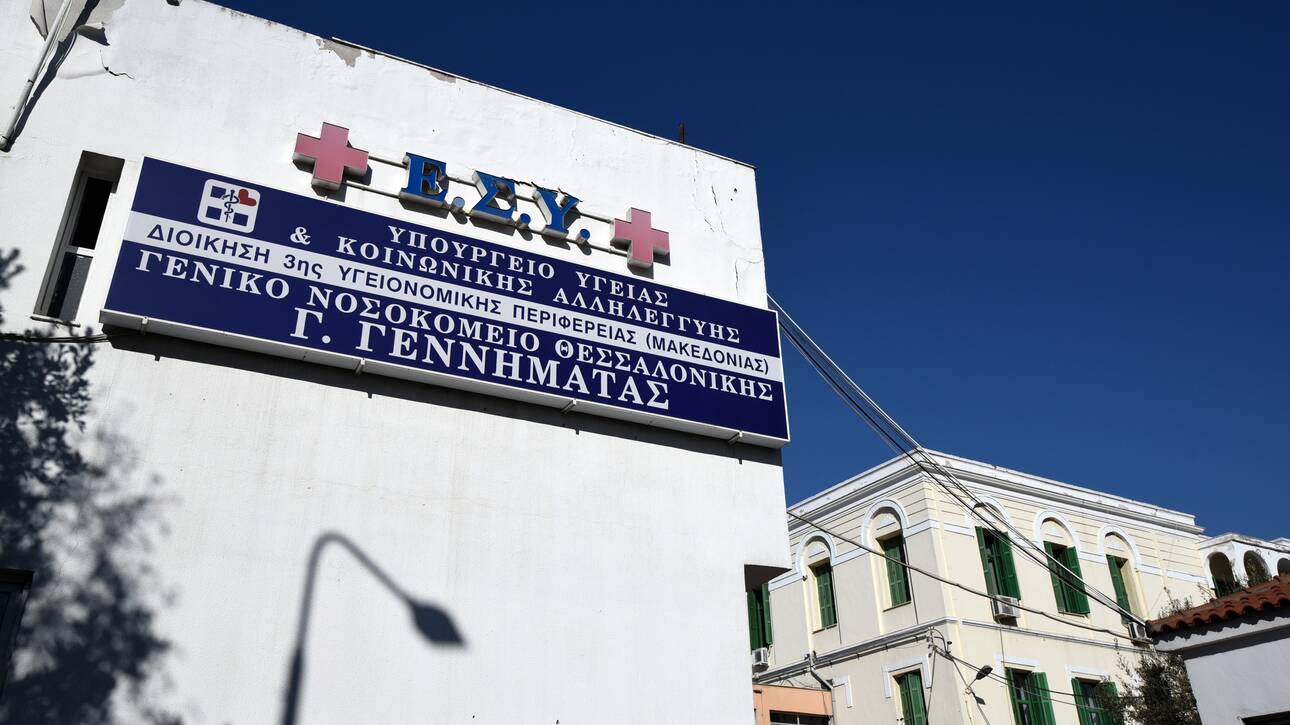 Ε.Σ.Υ.
ΥΠΟΥΡΓΕΙΟ ΥΓΕΙΑΣ
& ΚΟΙΝΩΝΙΚΗΣ ΑΛΛΗΛΕΓΓΥΗΣ
ΔΙΟΙΚΗΣΗ 3ης ΥΓΕΙΟΝΟΜΙΚΗΣ ΠΕΡΙΦΕΡΕΙΑΣ (ΜΑΚΕΔΟΝΙΑΣ)
ΓΕΝΙΚΟ ΝΟΣΟΚΟΜΕΙΟ ΘΕΣΣΑΛΟΝΙΚΗΣ
Γ. ΓΕΝΝΗΜΑΤΑΣ